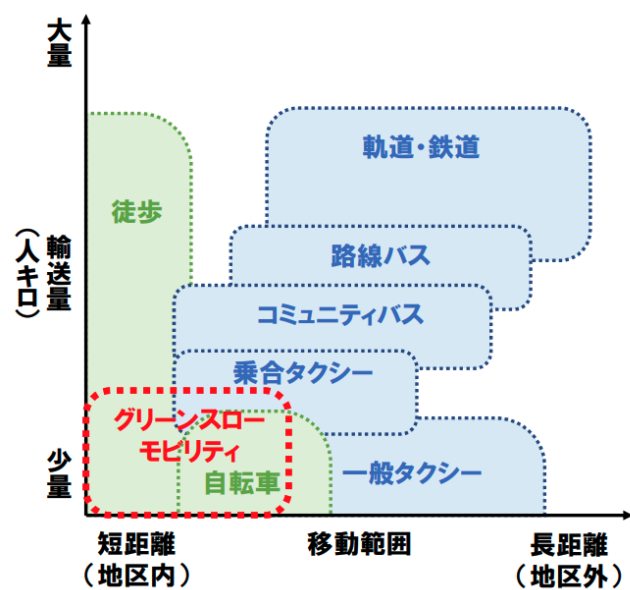 大量
軌道・鉄道
徒歩
路線バス
輸送量
（人キロ）
コミュニティバス
乗合タクシー
グリーンスロー
モビリティ
少量
自転車
一般タクシー
短距離
（地区内）
移動範囲
長距離
（地区外）